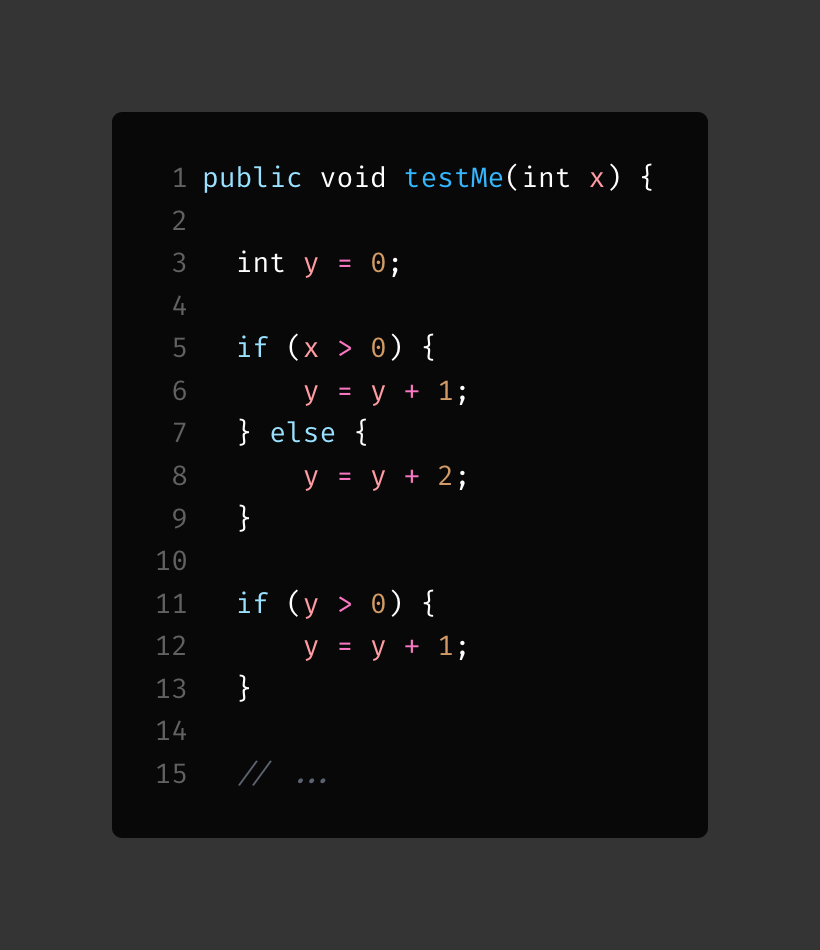 1 public void testMe(int x) {
2
3   int y = 0;
4
5   if (x > 0) {
6       y = y + 1;
7   } else {
8       y = y + 2;
9   }
10
11   if (y > 0) {
12       y = y + 1;
13   }
14
15   // ...